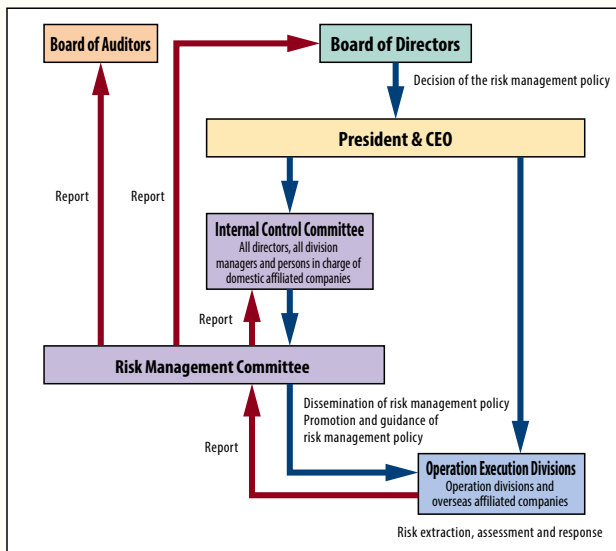 Board of Auditors
Board of Directors
Decision of the risk management policy
President & CEO
Report
Report
Internal Control Committee
All directors, all division
managers and persons in charge of
domestic affiliated companies
Report
Risk Management Committee
Dissemination of risk management policy
Promotion and guidance of
risk management policy
Report
Operation Execution Divisions
Operation divisions and
overseas affiliated companies
Risk extraction, assessment and response